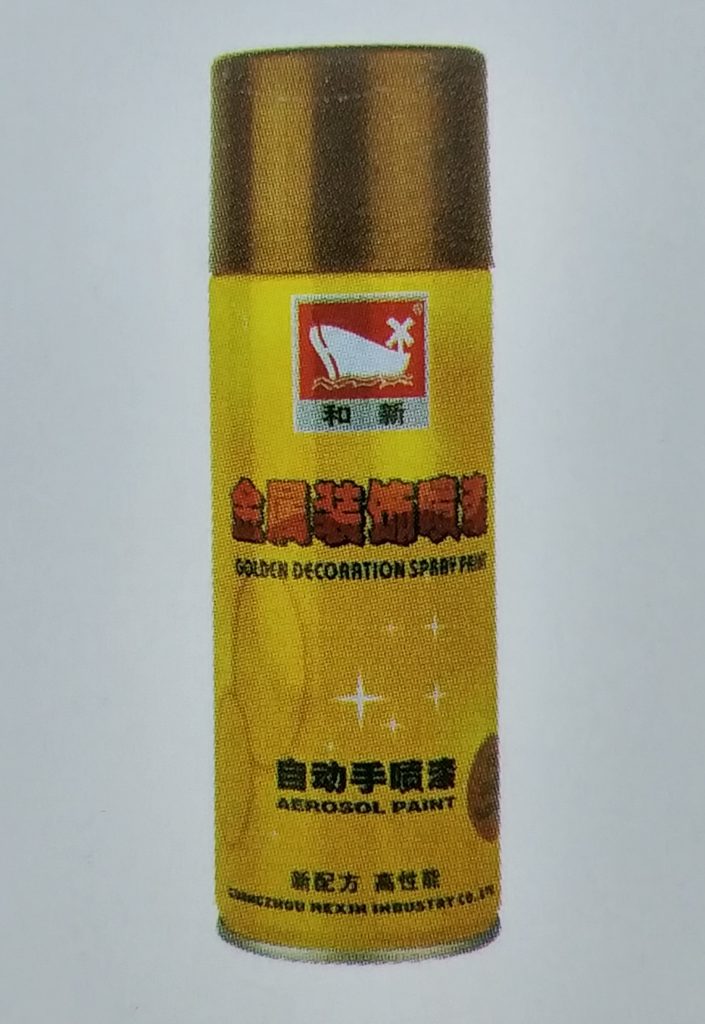 ®
和 新
金属装饰喷漆
GOLDEN DECORATION SPRAY PAINT
自动手喷漆
AEROSOL PAINT
新配方 高性能
GUANGZHOU HEXIN INDUSTRY CO.,LTD